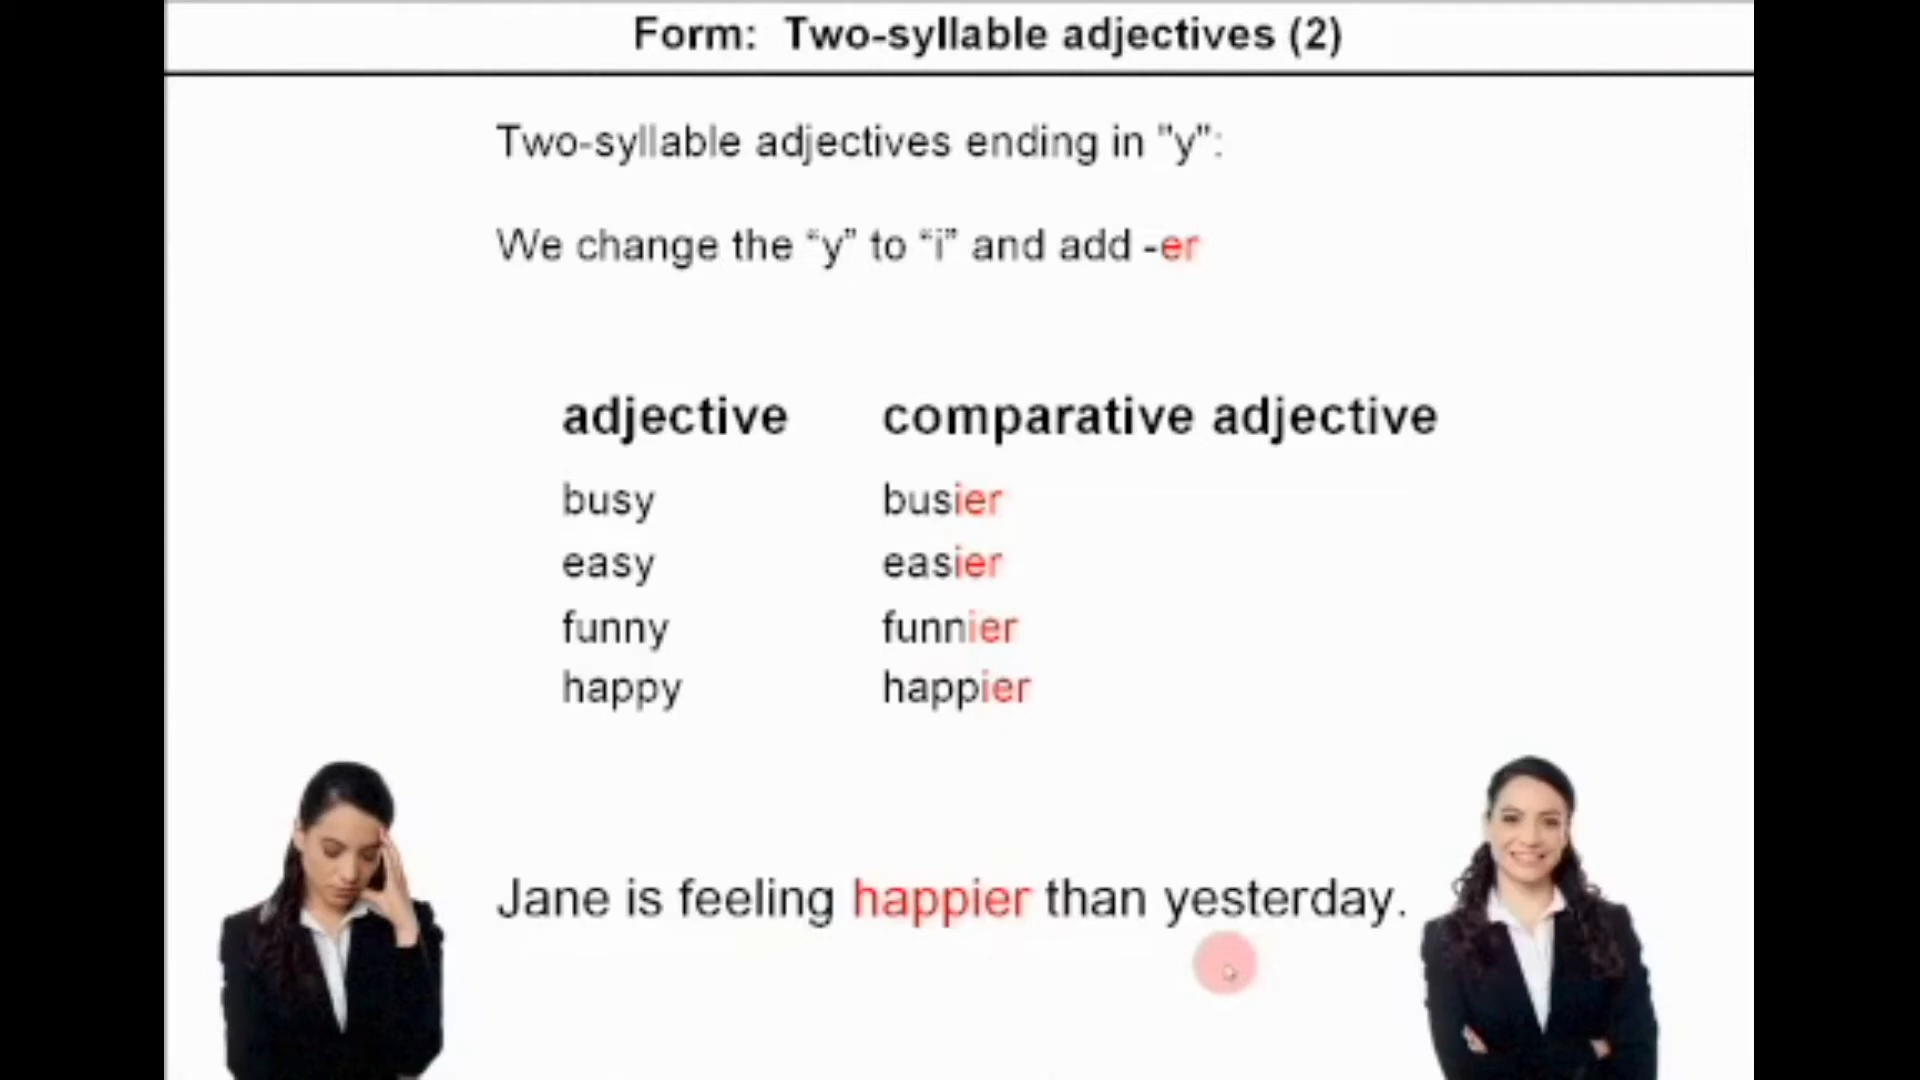 Form: Two-syllable adjectives (2)
Two-syllable adjectives ending in "y":
We change the “y” to “i” and add -er
adjective comparative adjective
busy busier
easy easier
funny funnier
happy happier
Jane is feeling happier than yesterday.